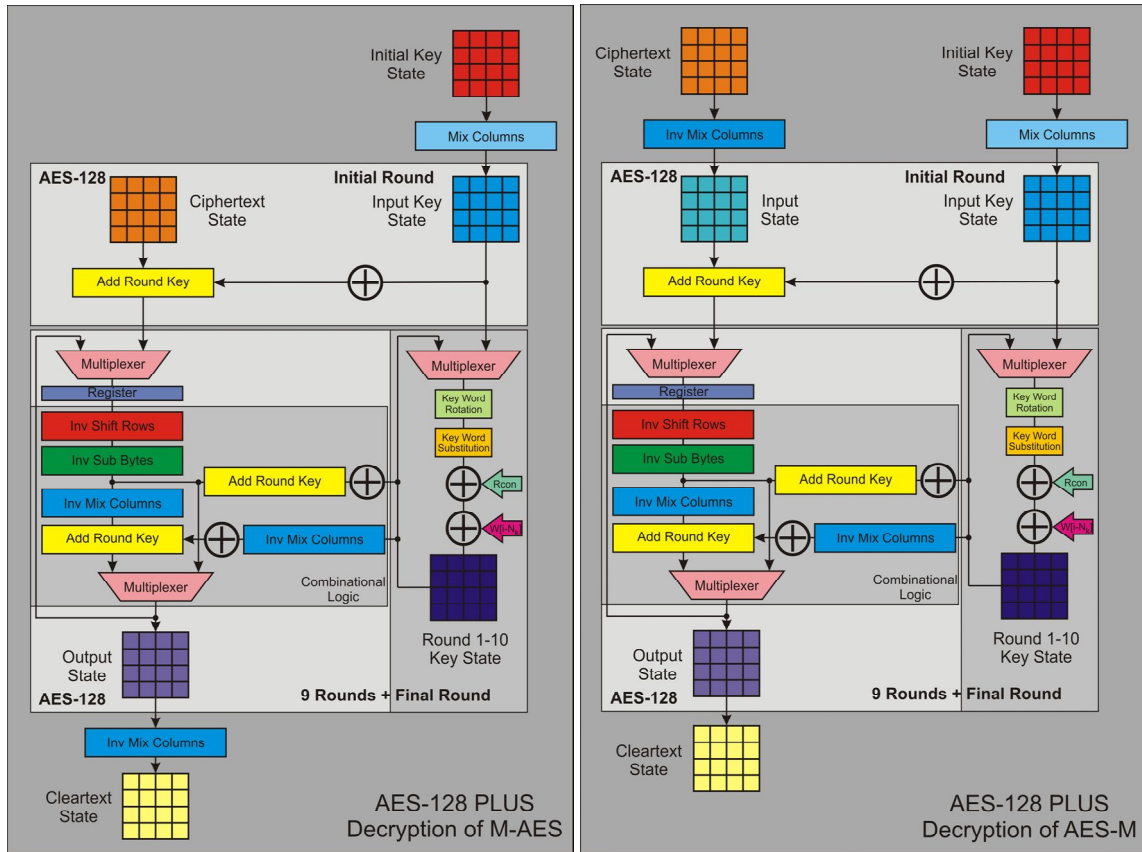 Initial Key
State
Mix Columns
AES-128
Initial Round
Ciphertext
State
Input Key
State
Add Round Key
Multiplexer
Multiplexer
Register
Key Word
Rotation
Inv Shift Rows
Key Word
Substitution
Inv Sub Bytes
Add Round Key
Rcon
Inv Mix Columns
Add Round Key
Inv Mix Columns
W[i-Nk]
Multiplexer
Combinational
Logic
Round 1-10
Key State
Output
State
AES-128
9 Rounds + Final Round
Inv Mix Columns
Cleartext
State
AES-128 PLUS
Decryption of M-AES
Ciphertext
State
Initial Key
State
Inv Mix Columns
Mix Columns
AES-128
Initial Round
Input
State
Input Key
State
Add Round Key
Multiplexer
Multiplexer
Register
Key Word
Rotation
Inv Shift Rows
Key Word
Substitution
Inv Sub Bytes
Add Round Key
Rcon
Inv Mix Columns
Add Round Key
Inv Mix Columns
W[i-Nk]
Multiplexer
Combinational
Logic
Round 1-10
Key State
Output
State
AES-128
9 Rounds + Final Round
Cleartext
State
AES-128 PLUS
Decryption of AES-M